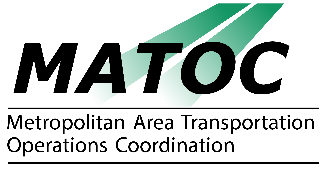 MATOC
Metropolitan Area Transportation
Operations Coordination